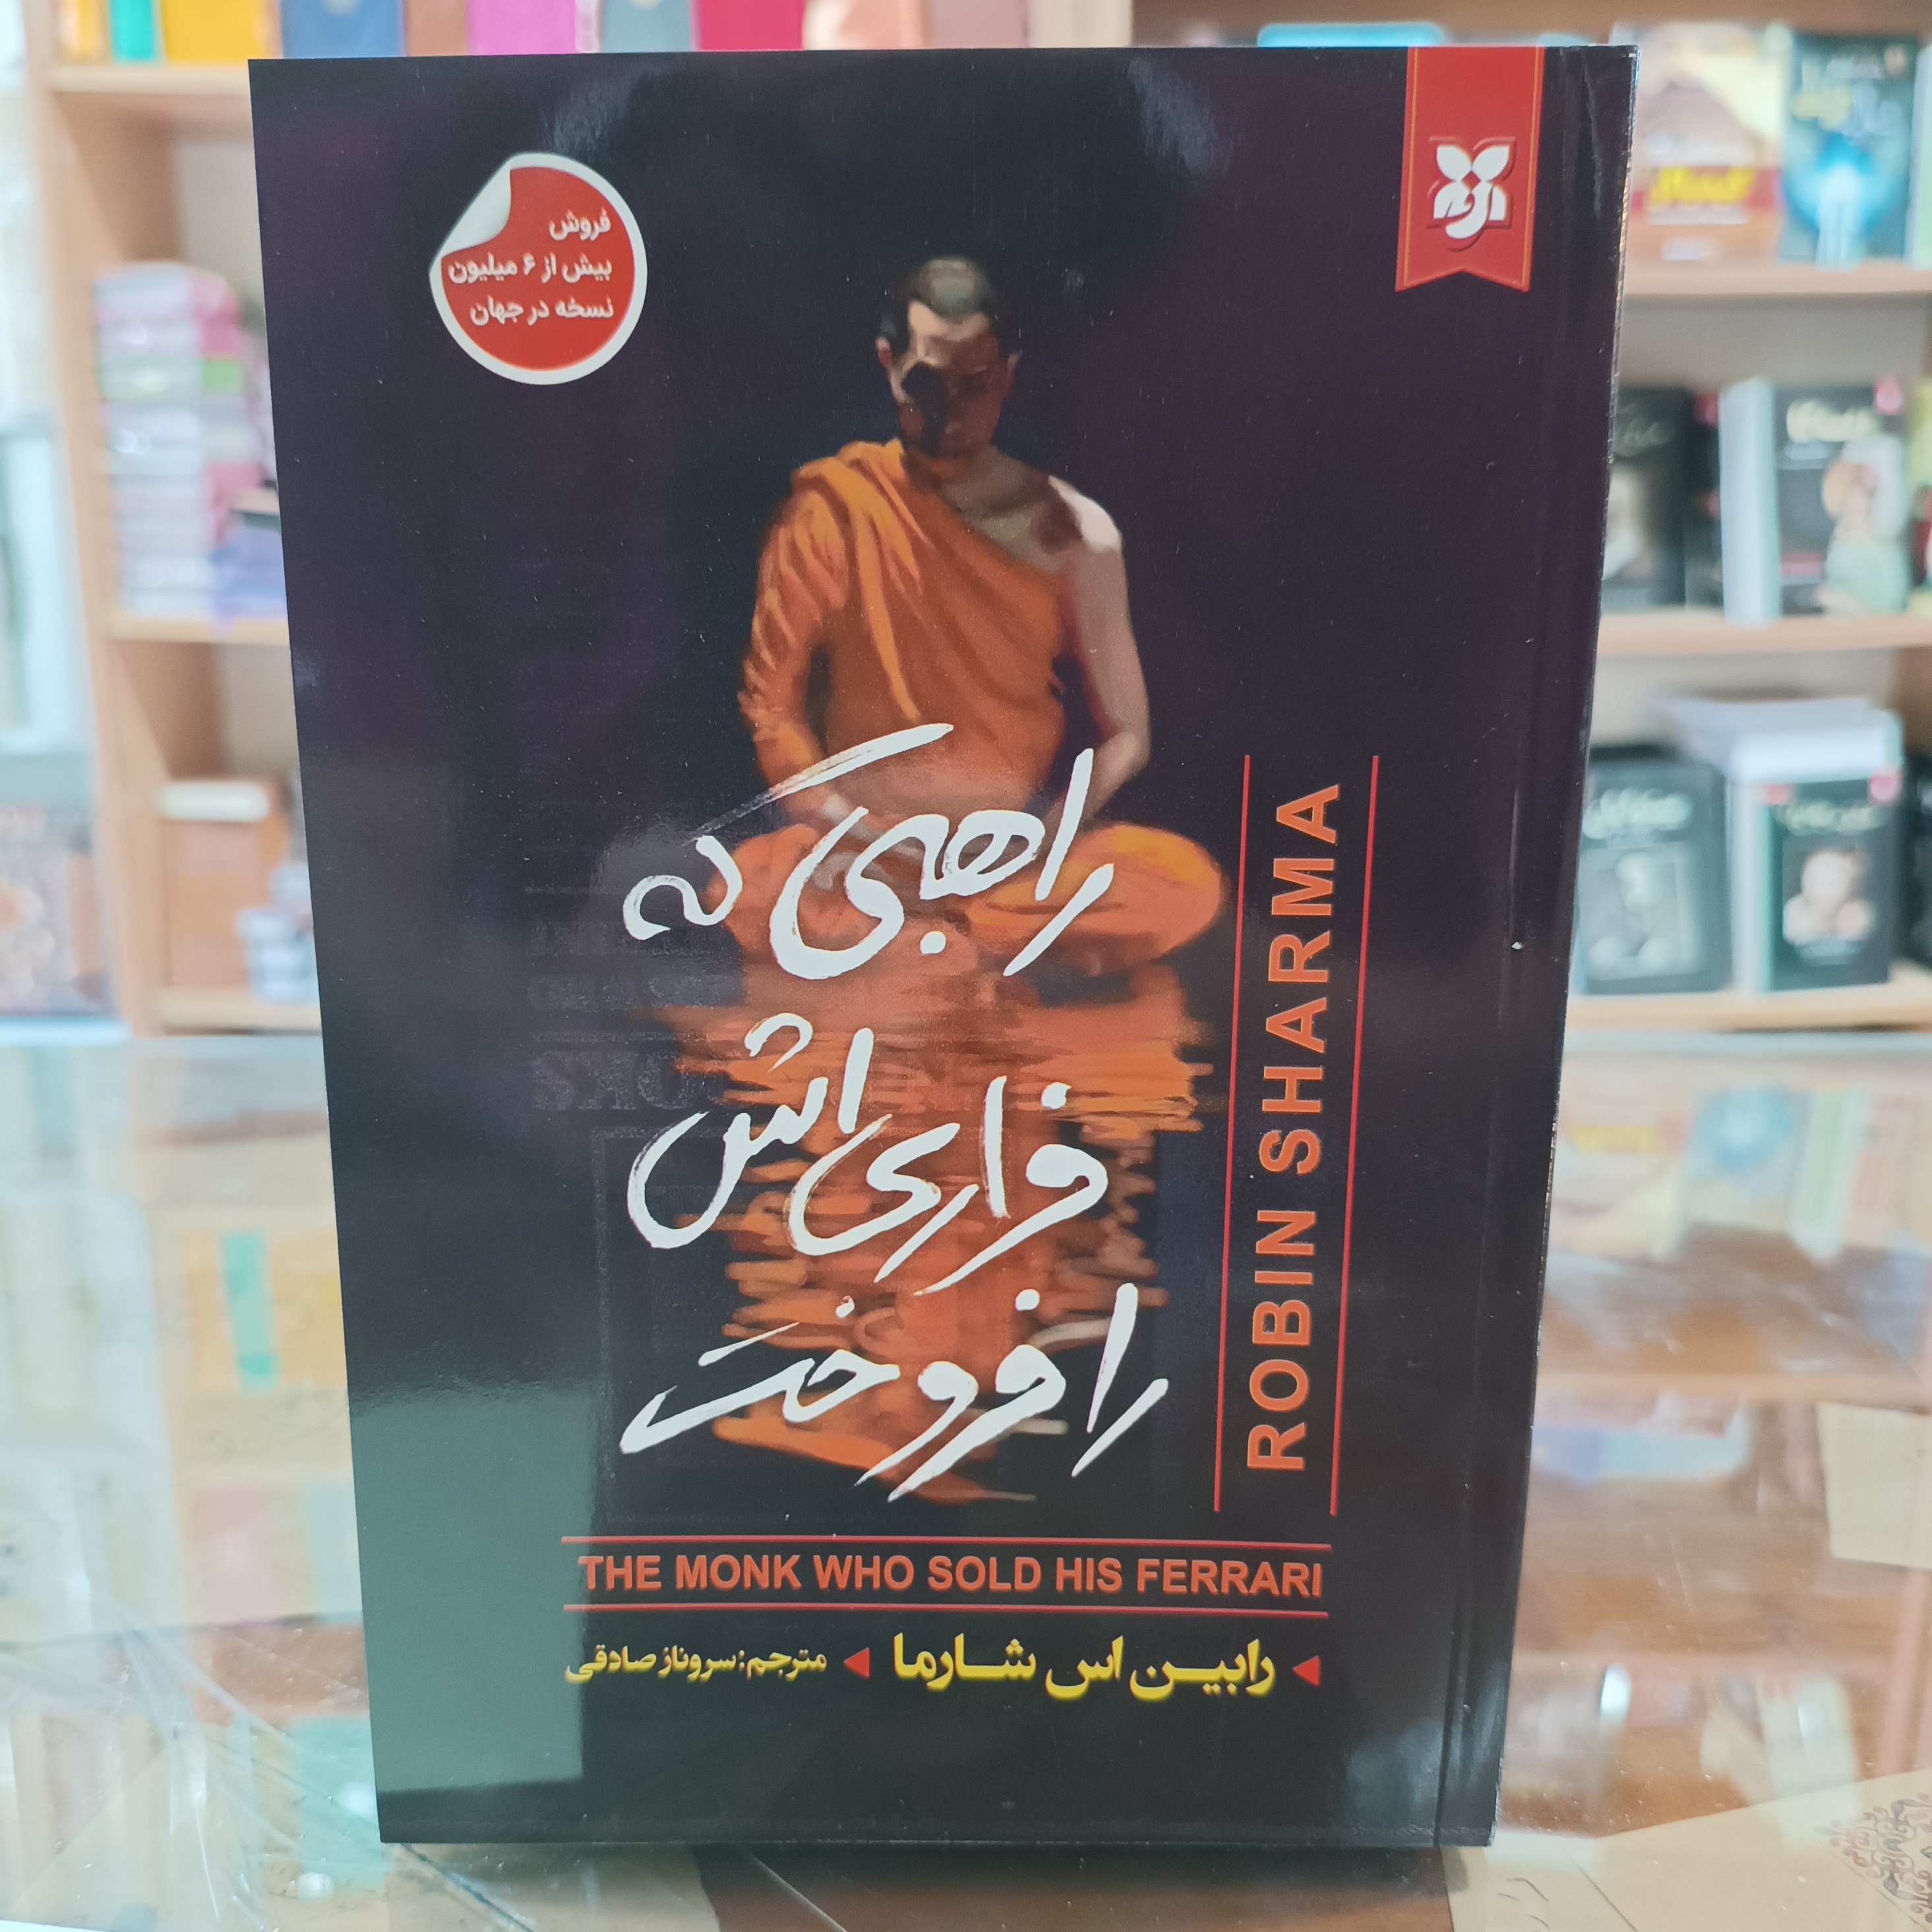 فروش
بیش از ۶ میلیون
نسخه در جهان
راهبی که
فراری‌اش
را فروخت
ROBIN SHARMA
THE MONK WHO SOLD HIS FERRARI
رابین اس شارما
مترجم: سروناز صادقی